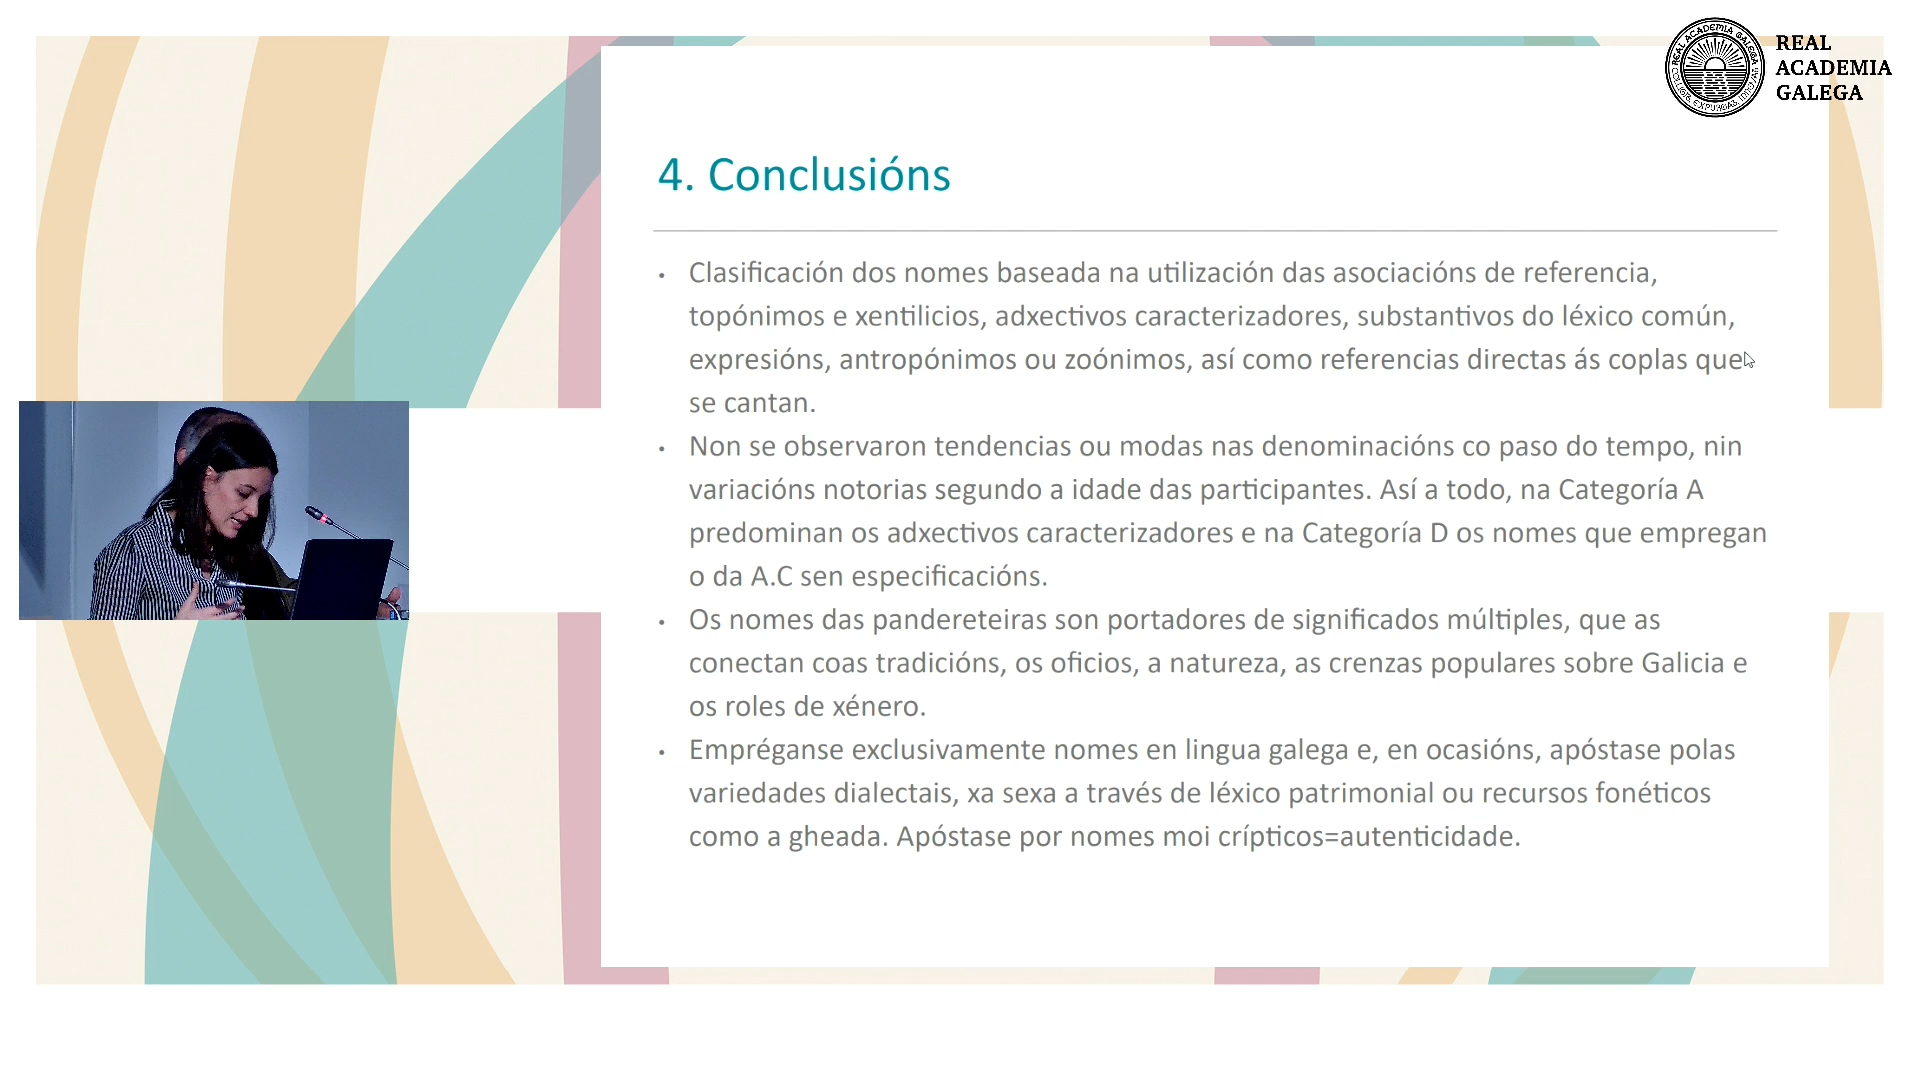 REAL
ACADEMIA
GALEGA
REAL ACADEMIA GALEGA
4. Conclusións
• Clasificación dos nomes baseada na utilización das asociacións de referencia,
topónimos e xentilicios, adxectivos caracterizadores, substantivos do léxico común,
expresións, antropónimos ou zoónimos, así como referencias directas ás coplas que
se cantan.
• Non se observaron tendencias ou modas nas denominacións co paso do tempo, nin
variacións notorias segundo a idade das participantes. Así a todo, na Categoría A
predominan os adxectivos caracterizadores e na Categoría D os nomes que empregan
o da A.C sen especificacións.
• Os nomes das pandereteiras son portadores de significados múltiples, que as
conectan coas tradicións, os oficios, a natureza, as crenzas populares sobre Galicia e
os roles de xénero.
• Empréganse exclusivamente nomes en lingua galega e, en ocasións, apóstase polas
variedades dialectais, xa sexa a través de léxico patrimonial ou recursos fonéticos
como a gheada. Apóstase por nomes moi crípticos=autenticidade.